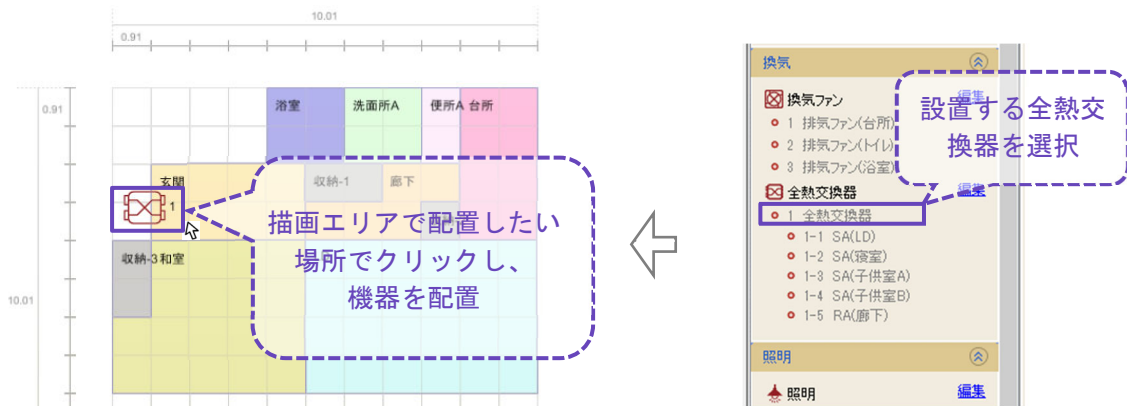 10.01
0.91
0.91
浴室
洗面所A
便所A 台所
玄関
収納-1
廊下
1
描画エリアで配置したい
場所でクリックし、
機器を配置
収納-3和室
10.01
換気
換気ファン
編集
1 排気ファン(台所)
2 排気ファン(トイレ)
3 排気ファン(浴室)
設置する全熱交
換器を選択
全熱交換器
編集
1 全熱交換器
1-1 SA(LD)
1-2 SA(寝室)
1-3 SA(子供室A)
1-4 SA(子供室B)
1-5 RA(廊下)
照明
照明
編集